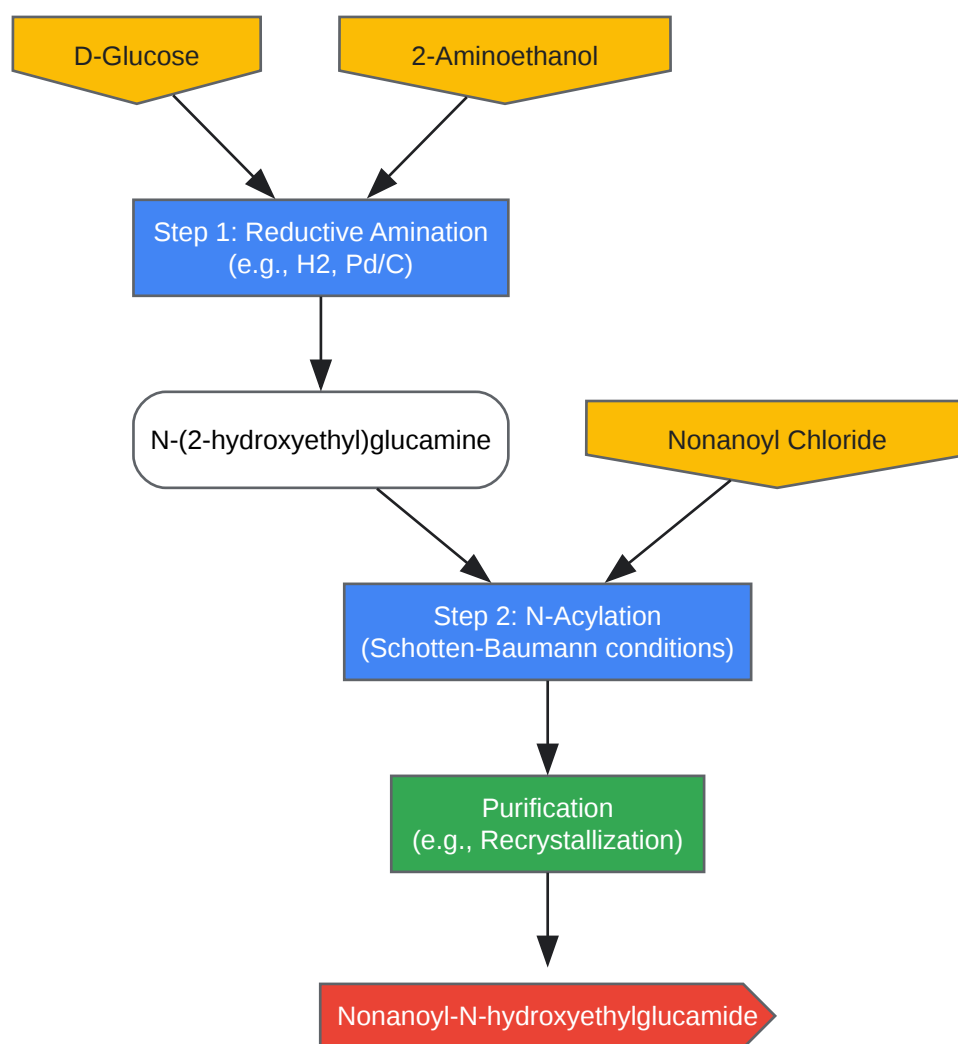 D-Glucose
2-Aminoethanol
Step 1: Reductive Amination
(e.g., H2, Pd/C)
N-(2-hydroxyethyl)glucamine
Nonanoyl Chloride
Step 2: N-Acylation
(Schotten-Baumann conditions)
Purification
(e.g., Recrystallization)
Nonanoyl-N-hydroxyethylglucamide